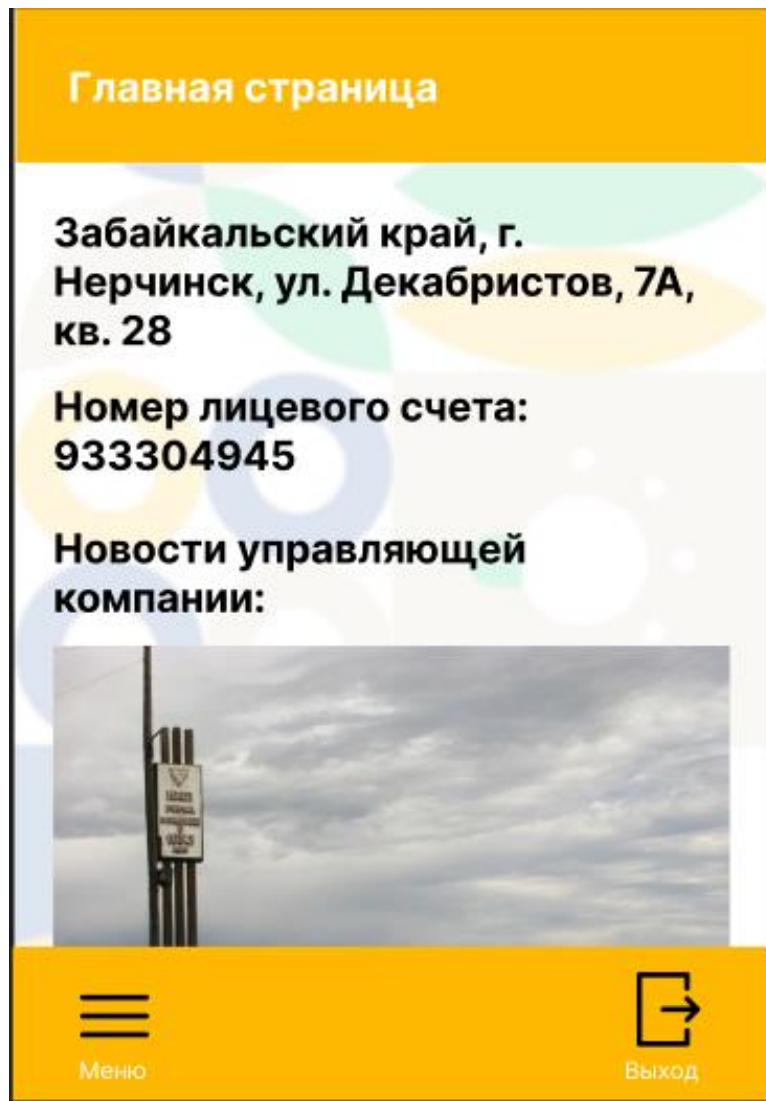 Главная страница
Забайкальский край, г.
Нерчинск, ул. Декабристов, 7А,
кв. 28
Номер лицевого счета:
933304945
Новости управляющей
компании:
Меню
Выход